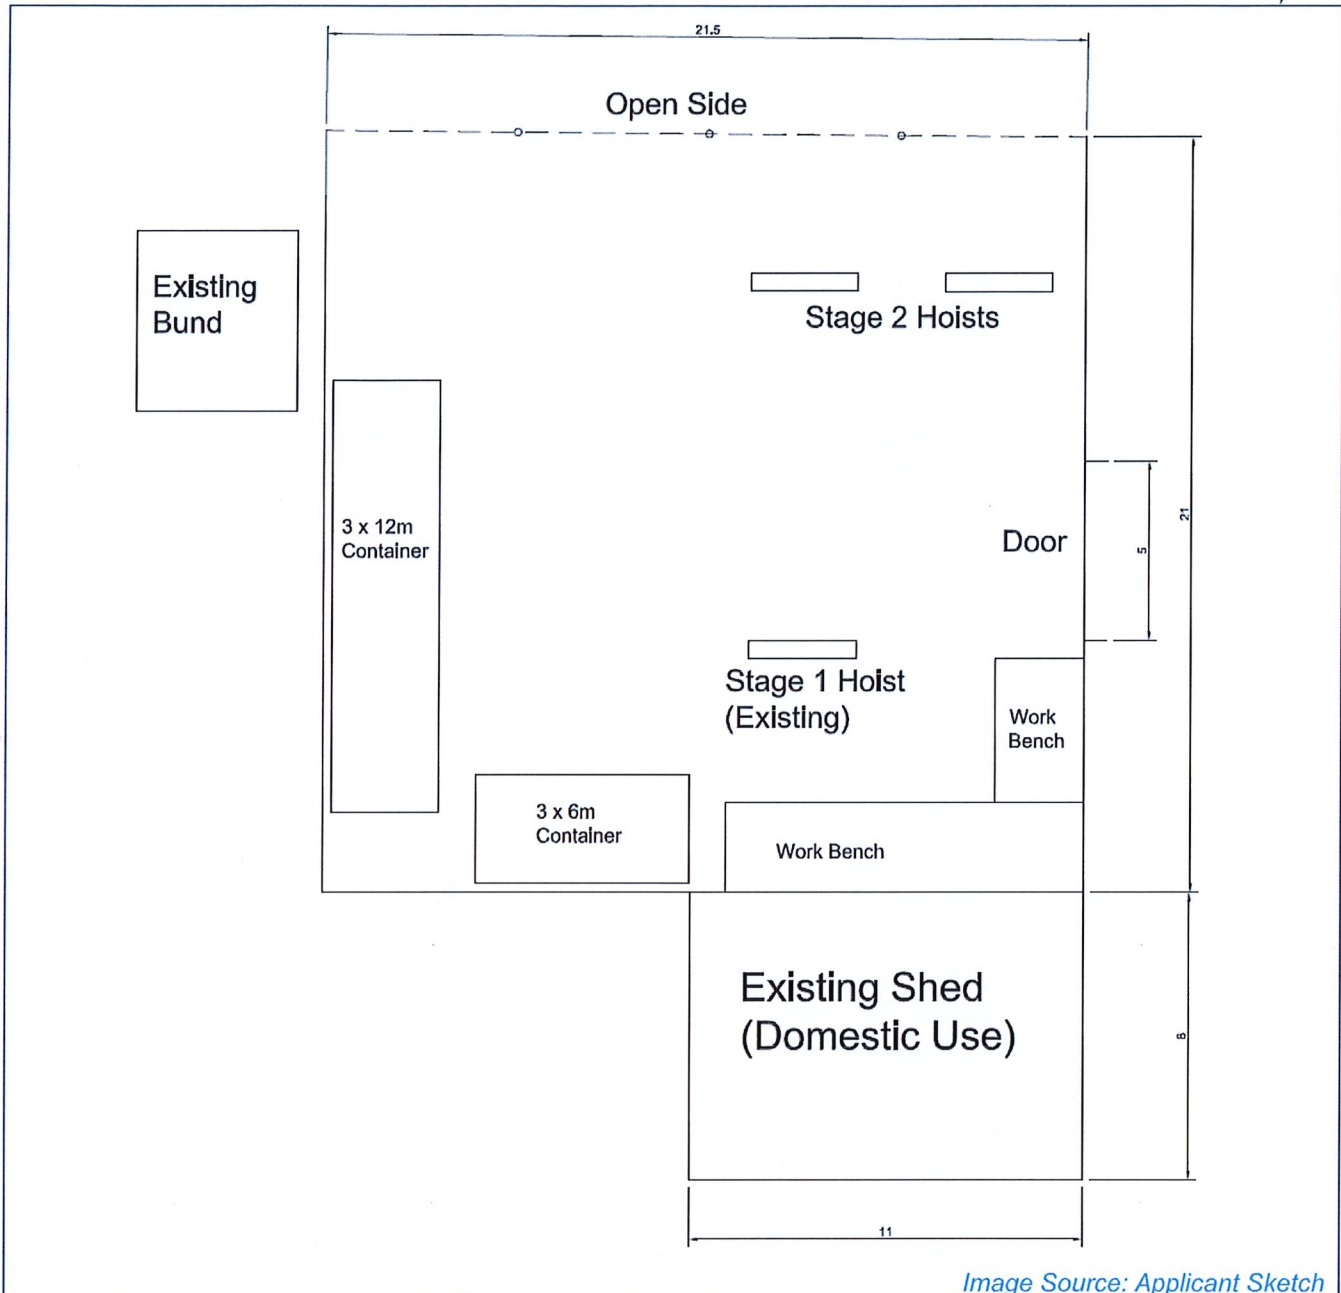 21.5
Open Side
Existing
Bund
Stage 2 Hoists
3 x 12m
Container
Door
5
21
Stage 1 Hoist
(Existing)
Work
Bench
3 x 6m
Container
Work Bench
Existing Shed
(Domestic Use)
8
11
Image Source: Applicant Sketch